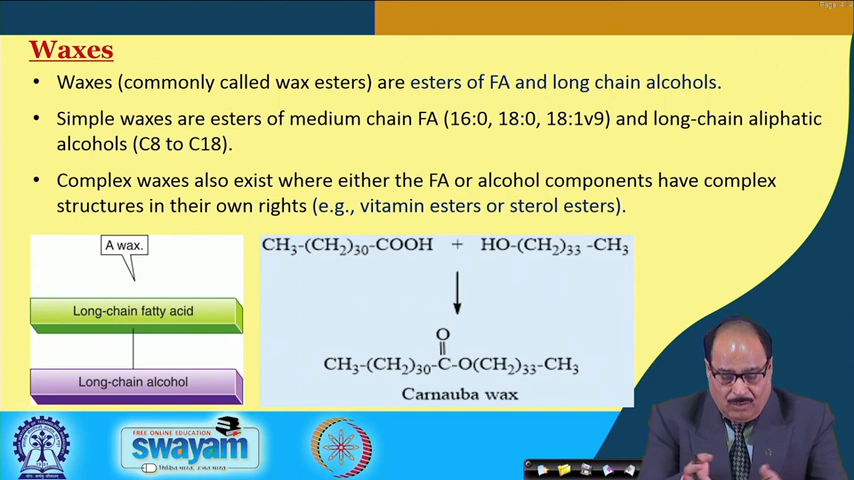 Waxes
• Waxes (commonly called wax esters) are esters of FA and long chain alcohols.
• Simple waxes are esters of medium chain FA (16:0, 18:0, 18:1v9) and long-chain aliphatic
alcohols (C8 to C18).
• Complex waxes also exist where either the FA or alcohol components have complex
structures in their own rights (e.g., vitamin esters or sterol esters).
A wax.
Long-chain fatty acid
Long-chain alcohol
CH3-(CH2)30-COOH + HO-(CH2)33 -CH3
O
CH3-(CH2)30-C-O(CH2)33-CH3
Carnauba wax
FREE ONLINE EDUCATION
swayam